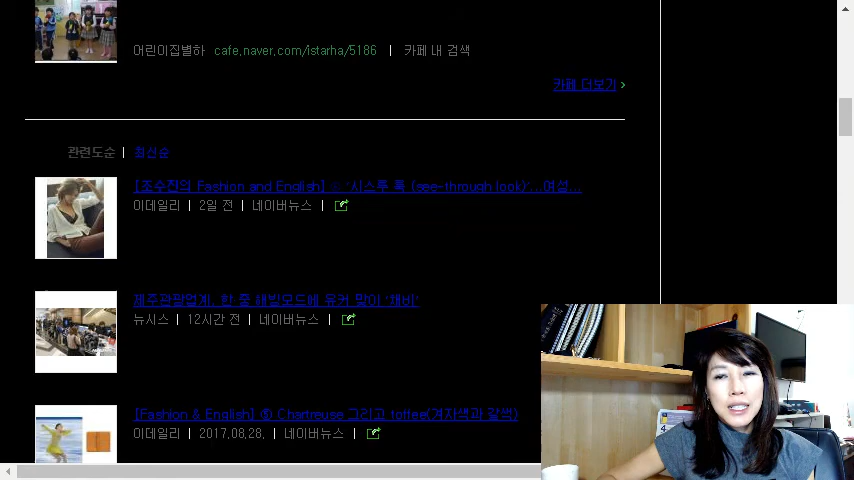 어린이집별하 cafe.naver.com/istarha/5186 | 카페 내 검색
카페 더보기 >
관련도순 | 최신순
[조수진의 Fashion and English] '시스루 룩 (see-through look)'...여성...
이데일리 | 2일 전 | 네이버뉴스 |
제주관광업계, 한·중 해빙모드에 유커 맞이 '채비'
뉴시스 | 12시간 전 | 네이버뉴스 |
[Fashion & English] ⑤ Chartreuse 그리고 toffee(겨자색과 갈색)
이데일리 | 2017.08.28. | 네이버뉴스 |